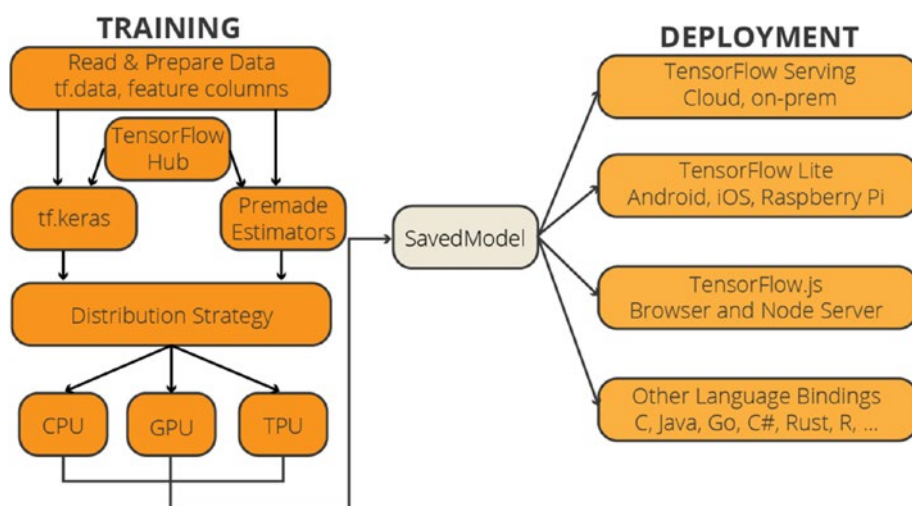 TRAINING
Read & Prepare Data
tf.data, feature columns
TensorFlow
Hub
tf.keras
Premade
Estimators
Distribution Strategy
CPU
GPU
TPU
SavedModel
DEPLOYMENT
TensorFlow Serving
Cloud, on-prem
TensorFlow Lite
Android, iOS, Raspberry Pi
TensorFlow.js
Browser and Node Server
Other Language Bindings
C, Java, Go, C#, Rust, R, ...